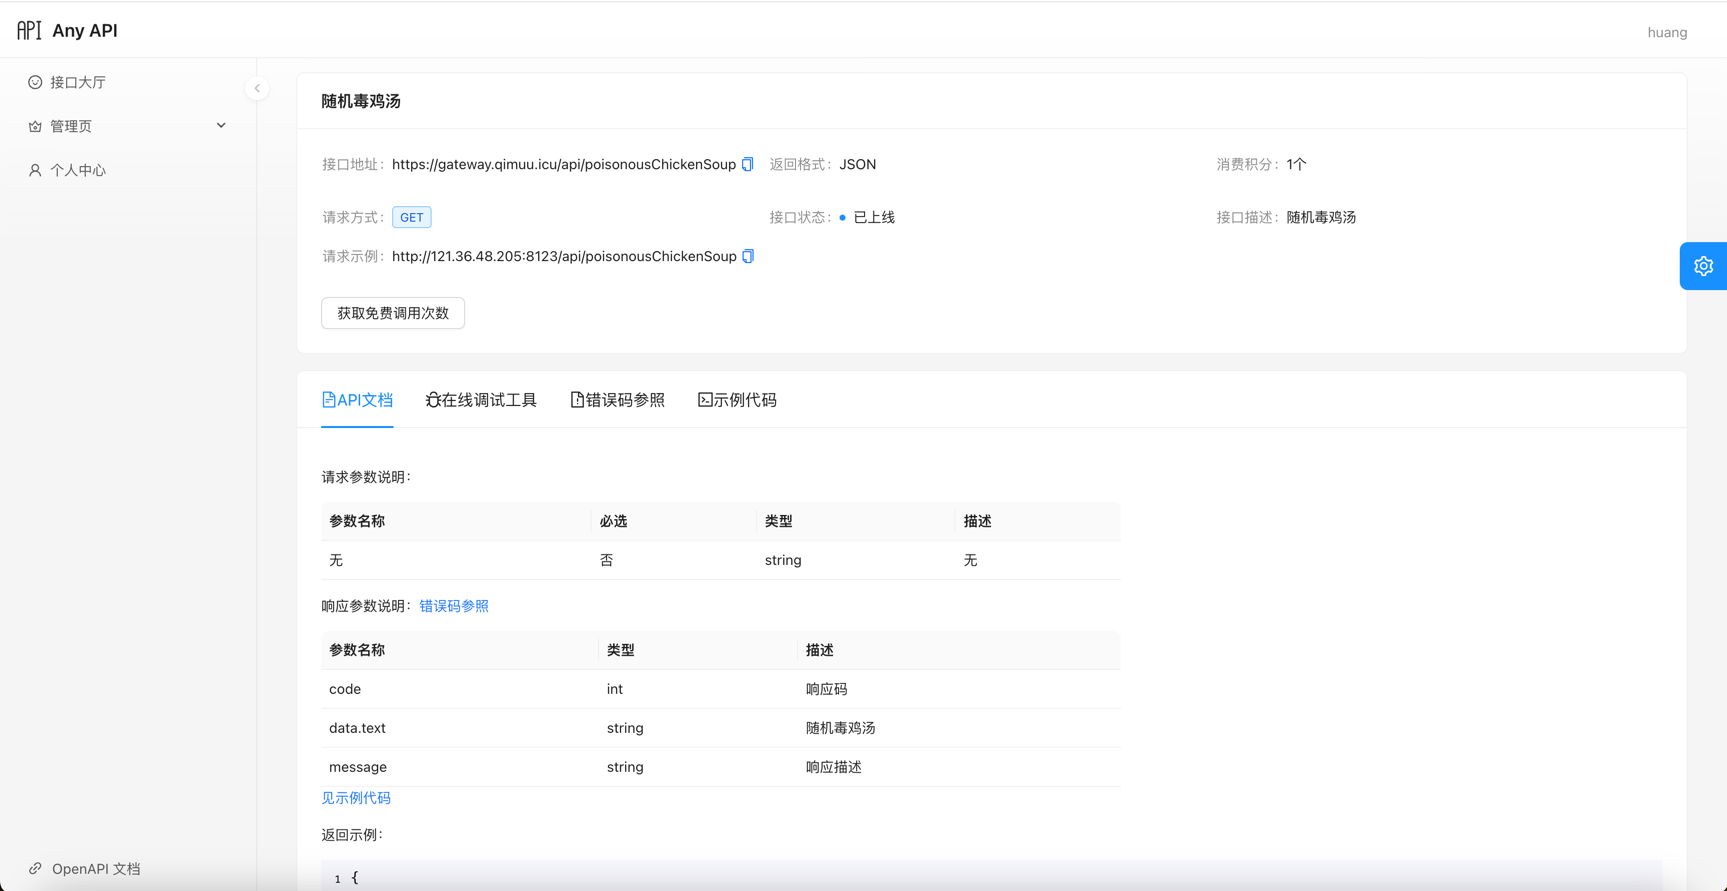 API Any API
huang
接口大厅
管理页
个人中心
随机毒鸡汤
接口地址： https://gateway.qimuu.icu/api/poisonousChickenSoup 返回格式： JSON 消费积分： 1个
请求方式： GET 接口状态： 已上线 接口描述： 随机毒鸡汤
请求示例： http://121.36.48.205:8123/api/poisonousChickenSoup
获取免费调用次数
API文档 在线调试工具 错误码参照 示例代码
请求参数说明：
参数名称 必选 类型 描述
无 否 string 无
响应参数说明： 错误码参照
参数名称 类型 描述
code int 响应码
data.text string 随机毒鸡汤
message string 响应描述
见示例代码
返回示例：
1 {
OpenAPI 文档